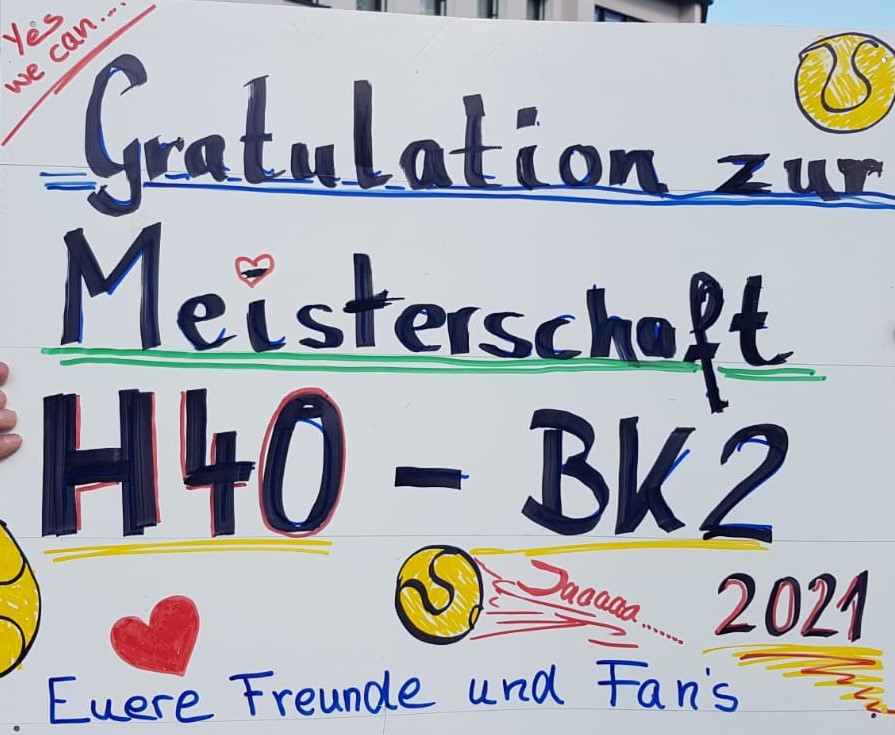 Yes
we can....
Gratulation zur
Meisterschaft
H40 - BK2
Jaaaaa......
2021
Euere Freunde und Fan's